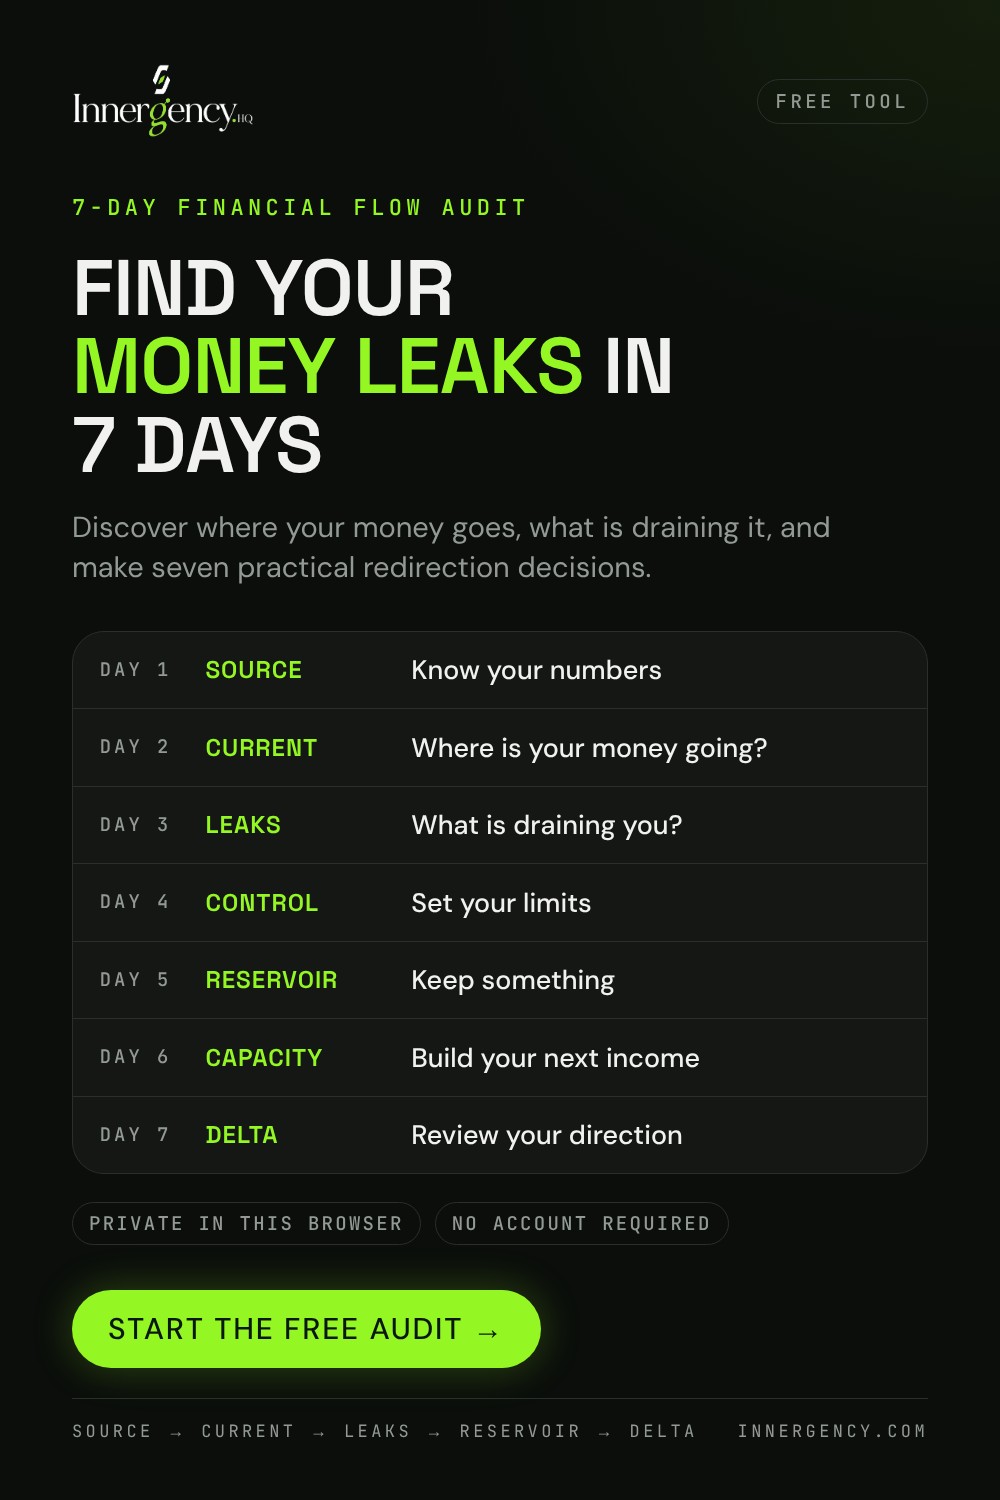 Innergency.HQ
FREE TOOL
7-DAY FINANCIAL FLOW AUDIT
FIND YOUR
MONEY LEAKS IN
7 DAYS
Discover where your money goes, what is draining it, and
make seven practical redirection decisions.
DAY 1 SOURCE Know your numbers
DAY 2 CURRENT Where is your money going?
DAY 3 LEAKS What is draining you?
DAY 4 CONTROL Set your limits
DAY 5 RESERVOIR Keep something
DAY 6 CAPACITY Build your next income
DAY 7 DELTA Review your direction
PRIVATE IN THIS BROWSER NO ACCOUNT REQUIRED
START THE FREE AUDIT →
SOURCE → CURRENT → LEAKS → RESERVOIR → DELTA INNERGENCY.COM